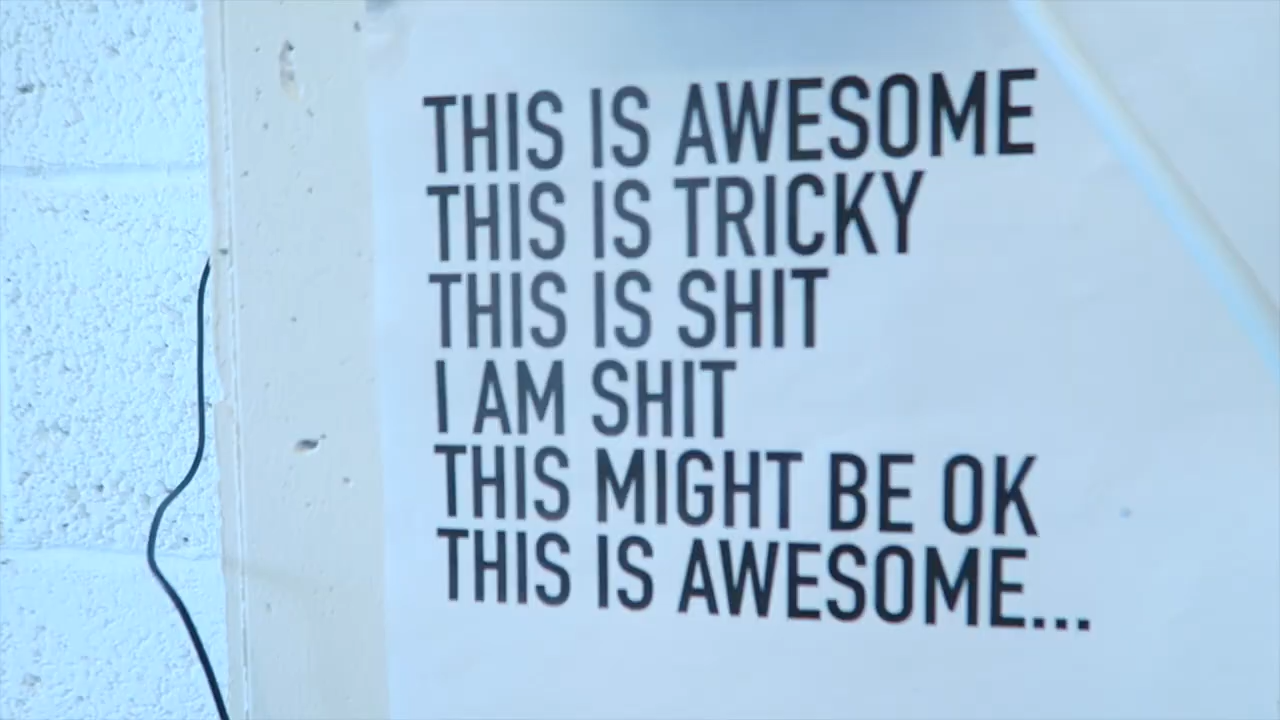 THIS IS AWESOME
THIS IS TRICKY
THIS IS SHIT
I AM SHIT
THIS MIGHT BE OK
THIS IS AWESOME...